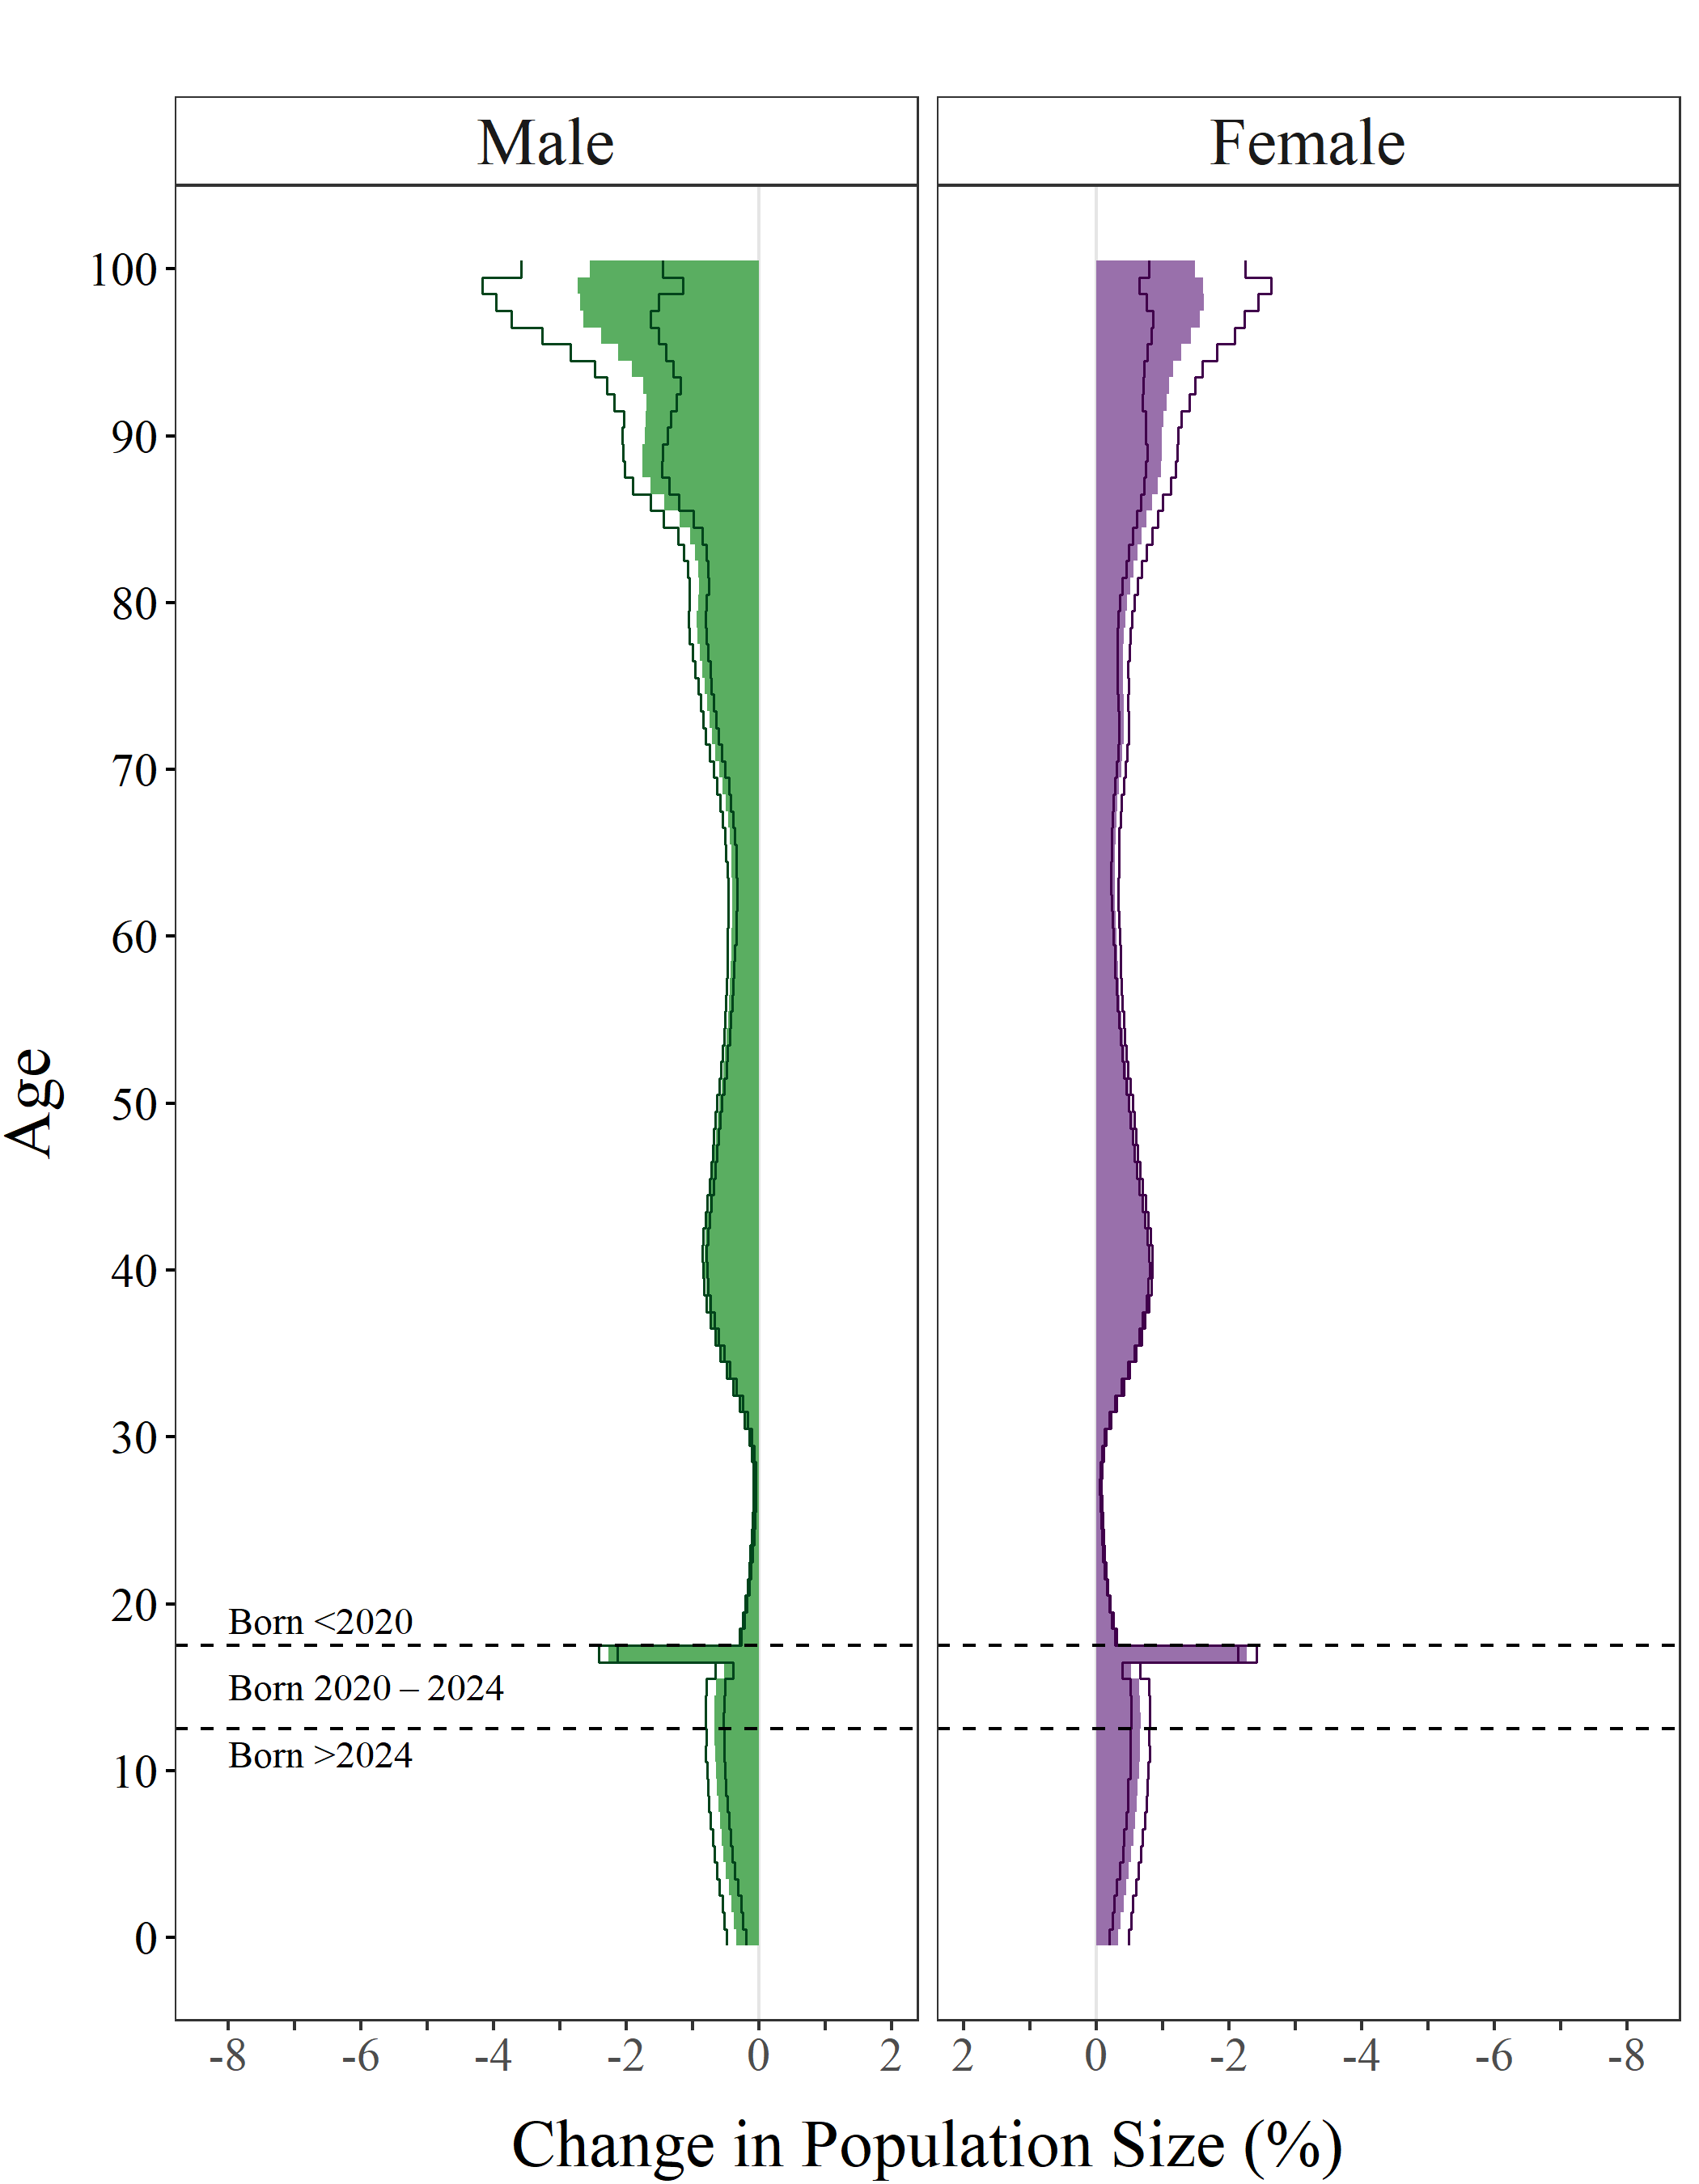 Male Female
100
90
80
70
60
50
40
30
20
10
0
Age
Born <2020
Born 2020 – 2024
Born >2024
-8 -6 -4 -2 0 2 2 0 -2 -4 -6 -8
Change in Population Size (%)